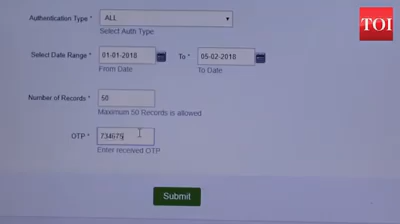 TOI
Authentication Type * ALL
Select Auth Type
Select Date Range * 01-01-2018 To * 05-02-2018
From Date To Date
Number of Records * 50
Maximum 50 Records is allowed
OTP * 734675
Enter received OTP
Submit